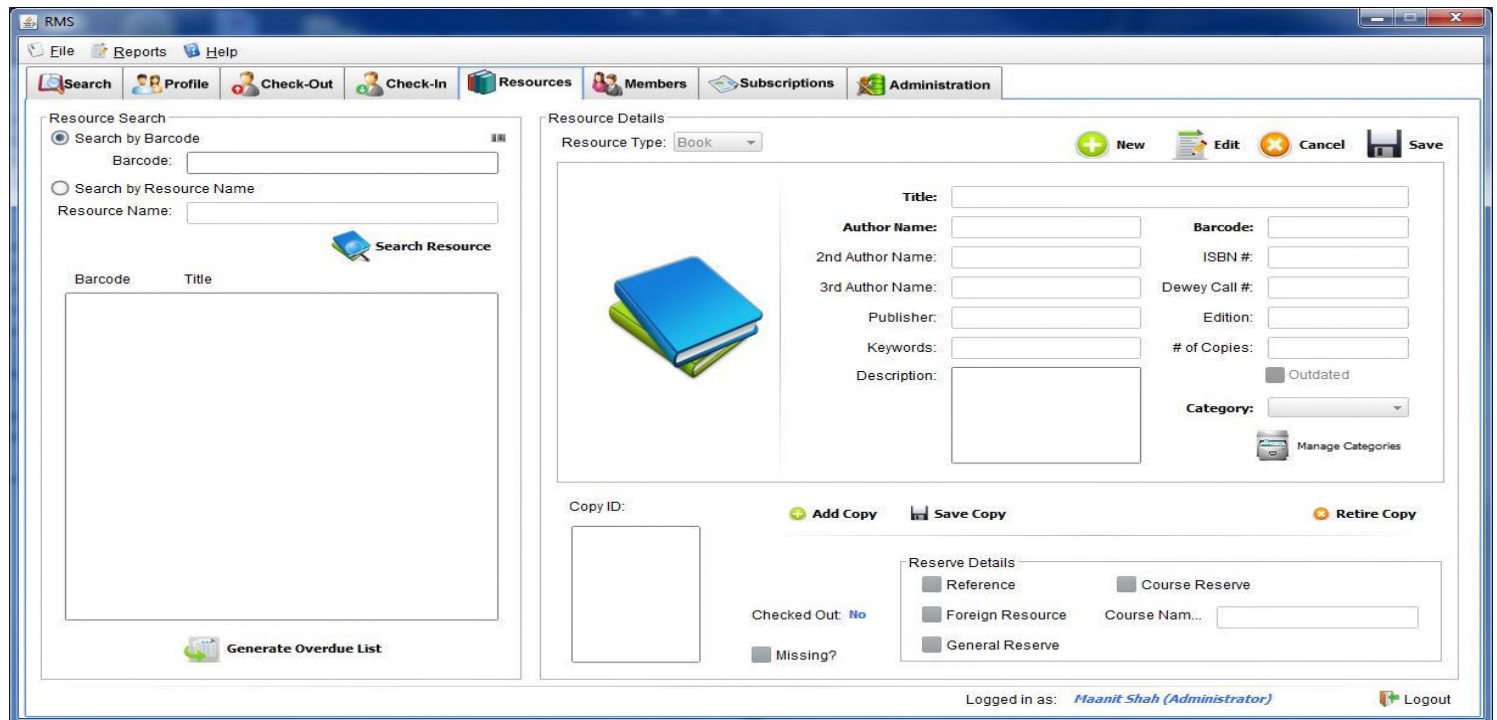 RMS
File Reports Help
Search Profile Check-Out Check-In Resources Members Subscriptions Administration
Resource Search
Search by Barcode
Barcode:
Search by Resource Name
Resource Name:
Search Resource
Barcode Title
Generate Overdue List
Resource Details
Resource Type: Book
New Edit Cancel Save
Title:
Author Name: Barcode:
2nd Author Name: ISBN #:
3rd Author Name: Dewey Call #:
Publisher: Edition:
Keywords: # of Copies:
Description: Outdated
Category:
Manage Categories
Copy ID:
Add Copy Save Copy Retire Copy
Reserve Details
Reference Course Reserve
Checked Out: No Foreign Resource Course Nam...
Missing? General Reserve
Logged in as: Maanit Shah (Administrator) Logout